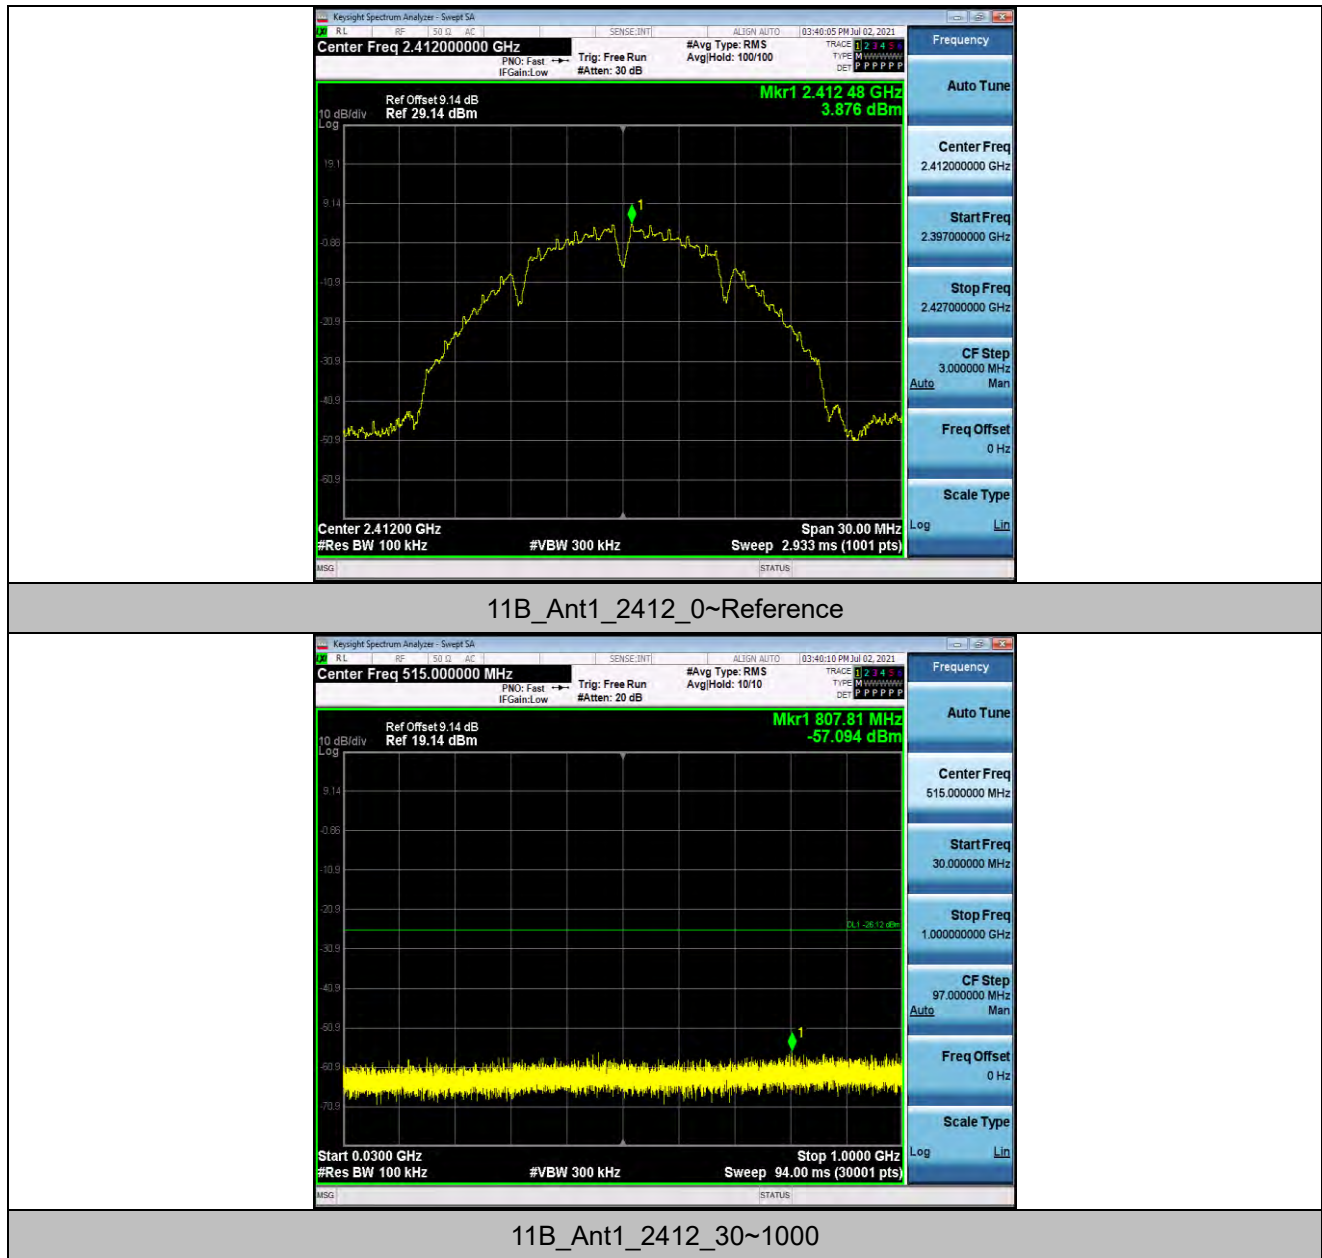 Keysight Spectrum Analyzer - Swept SA
RL RF 50 Ω AC SENSE:INT ALIGN AUTO 03:40:05 PM Jul 02, 2021
Center Freq 2.412000000 GHz
PNO: Fast
IFGain:Low
Trig: Free Run
#Atten: 30 dB
#Avg Type: RMS
Avg|Hold: 100/100
TRACE 1 2 3 4 5 6
TYPE M W W W W W
DET P P P P P P
Frequency
Mkr1 2.412 48 GHz
3.876 dBm
Ref Offset 9.14 dB
10 dB/div Ref 29.14 dBm
Log
19.1
9.14
-0.86
-10.9
-20.9
-30.9
-40.9
-50.9
-60.9
1
Center 2.41200 GHz Span 30.00 MHz
#Res BW 100 kHz #VBW 300 kHz Sweep 2.933 ms (1001 pts)
MSG STATUS
Auto Tune
Center Freq
2.412000000 GHz
Start Freq
2.397000000 GHz
Stop Freq
2.427000000 GHz
CF Step
3.000000 MHz
Auto Man
Freq Offset
0 Hz
Scale Type
Log Lin
11B_Ant1_2412_0~Reference
Keysight Spectrum Analyzer - Swept SA
RL RF 50 Ω AC SENSE:INT ALIGN AUTO 03:40:10 PM Jul 02, 2021
Center Freq 515.000000 MHz
PNO: Fast
IFGain:Low
Trig: Free Run
#Atten: 20 dB
#Avg Type: RMS
Avg|Hold: 10/10
TRACE 1 2 3 4 5 6
TYPE M W W W W W
DET P P P P P P
Frequency
Mkr1 807.81 MHz
-57.094 dBm
Ref Offset 9.14 dB
10 dB/div Ref 19.14 dBm
Log
9.14
-0.86
-10.9
-20.9
-30.9
-40.9
-50.9
-60.9
-70.9
DL1 -26.12 dBm
1
Start 0.0300 GHz Stop 1.0000 GHz
#Res BW 100 kHz #VBW 300 kHz Sweep 94.00 ms (30001 pts)
MSG STATUS
Auto Tune
Center Freq
515.000000 MHz
Start Freq
30.000000 MHz
Stop Freq
1.000000000 GHz
CF Step
97.000000 MHz
Auto Man
Freq Offset
0 Hz
Scale Type
Log Lin
11B_Ant1_2412_30~1000